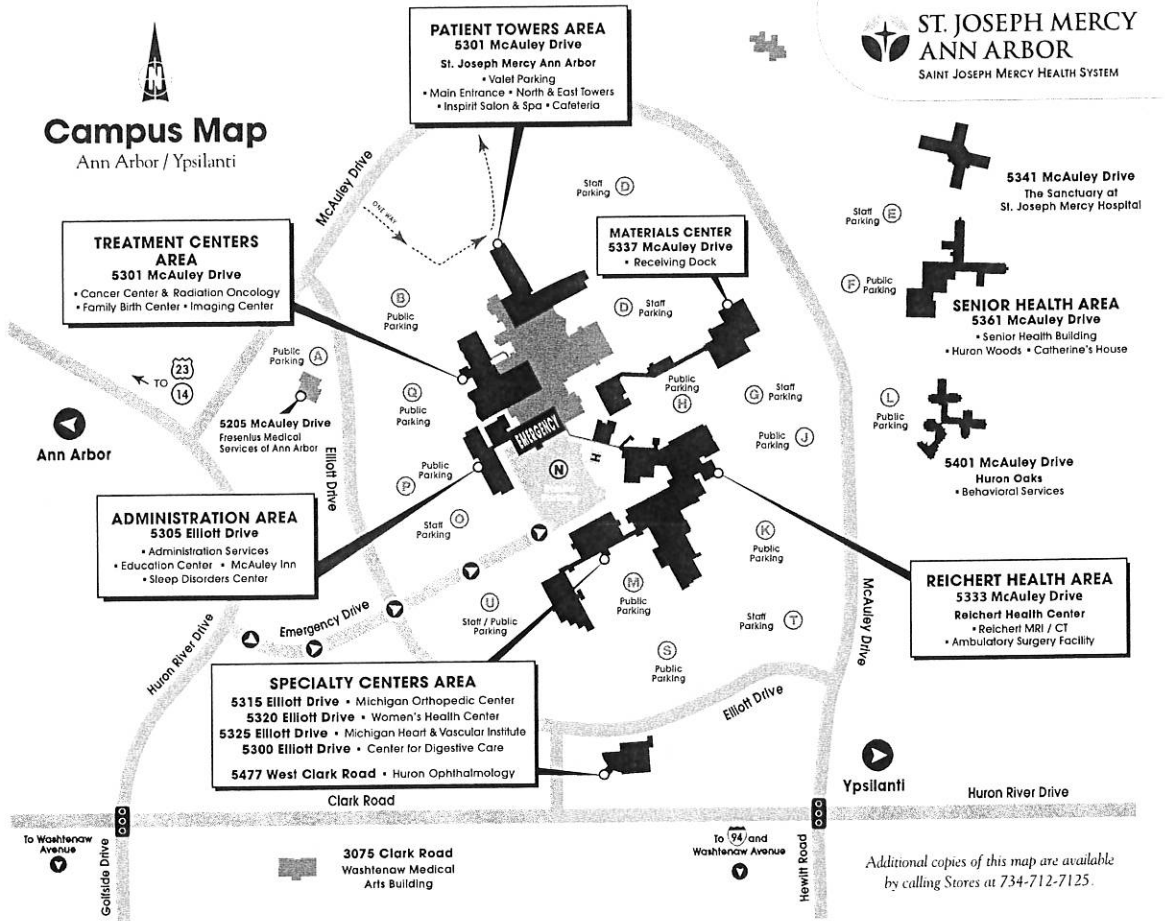 ST. JOSEPH MERCY
ANN ARBOR
SAINT JOSEPH MERCY HEALTH SYSTEM
N
Campus Map
Ann Arbor / Ypsilanti
PATIENT TOWERS AREA
5301 McAuley Drive
St. Joseph Mercy Ann Arbor
• Valet Parking
• Main Entrance • North & East Towers
• Inspirit Salon & Spa • Cafeteria
McAuley Drive
ONE WAY
Staff
Parking D
5341 McAuley Drive
The Sanctuary at
St. Joseph Mercy Hospital
Staff
Parking E
TREATMENT CENTERS
AREA
5301 McAuley Drive
• Cancer Center & Radiation Oncology
• Family Birth Center • Imaging Center
MATERIALS CENTER
5337 McAuley Drive
• Receiving Dock
F Public
Parking
SENIOR HEALTH AREA
5361 McAuley Drive
• Senior Health Building
• Huron Woods • Catherine's House
B
Public
Parking
D Staff
Parking
Public
Parking A
23
TO
14
Ann Arbor
5205 McAuley Drive
Fresenius Medical
Services of Ann Arbor
Elliott Drive
Q
Public
Parking
Public
Parking
H
G Staff
Parking
Public
Parking J
L
Public
Parking
5401 McAuley Drive
Huron Oaks
• Behavioral Services
EMERGENCY
H
N
Public
Parking
P
Staff
Parking O
ADMINISTRATION AREA
5305 Elliott Drive
• Administration Services
• Education Center • McAuley Inn
• Sleep Disorders Center
K
Public
Parking
REICHERT HEALTH AREA
5333 McAuley Drive
Reichert Health Center
• Reichert MRI / CT
• Ambulatory Surgery Facility
McAuley Drive
M
Public
Parking
U
Staff / Public
Parking
Staff
Parking T
S
Public
Parking
Emergency Drive
Huron River Drive
Elliott Drive
SPECIALTY CENTERS AREA
5315 Elliott Drive • Michigan Orthopedic Center
5320 Elliott Drive • Women's Health Center
5325 Elliott Drive • Michigan Heart & Vascular Institute
5300 Elliott Drive • Center for Digestive Care
5477 West Clark Road • Huron Ophthalmology
Ypsilanti
Clark Road
Huron River Drive
To Washtenaw
Avenue
Golfside Drive
3075 Clark Road
Washtenaw Medical
Arts Building
To 94 and
Washtenaw Avenue
Hewitt Road
Additional copies of this map are available
by calling Stores at 734-712-7125.